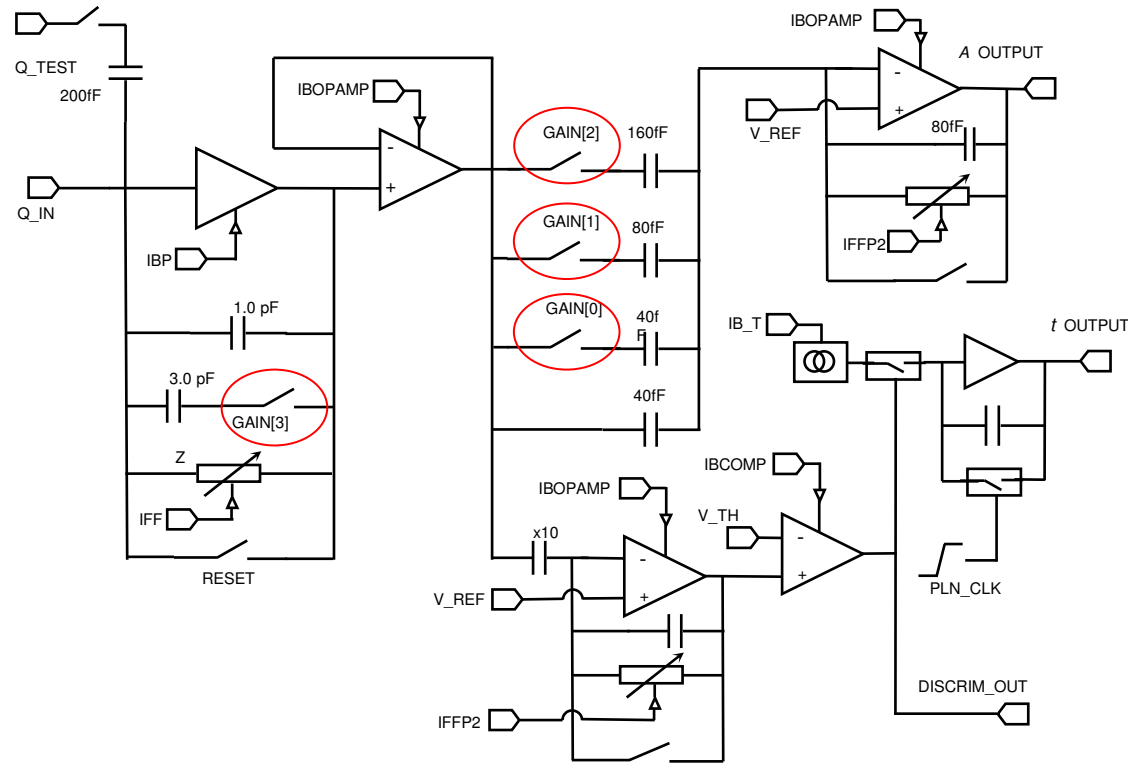 IBOPAMP
A OUTPUT
Q_TEST
200fF
IBOPAMP
GAIN[2]
160fF
-
+
V_REF
80fF
-
+
Q_IN
IBP
GAIN[1]
80fF
IFFP2
1.0 pF
GAIN[0]
40f
F
IB_T
t OUTPUT
3.0 pF
GAIN[3]
40fF
Z
IFF
IBOPAMP
IBCOMP
V_TH
x10
-
+
-
+
RESET
V_REF
PLN_CLK
IFFP2
DISCRIM_OUT